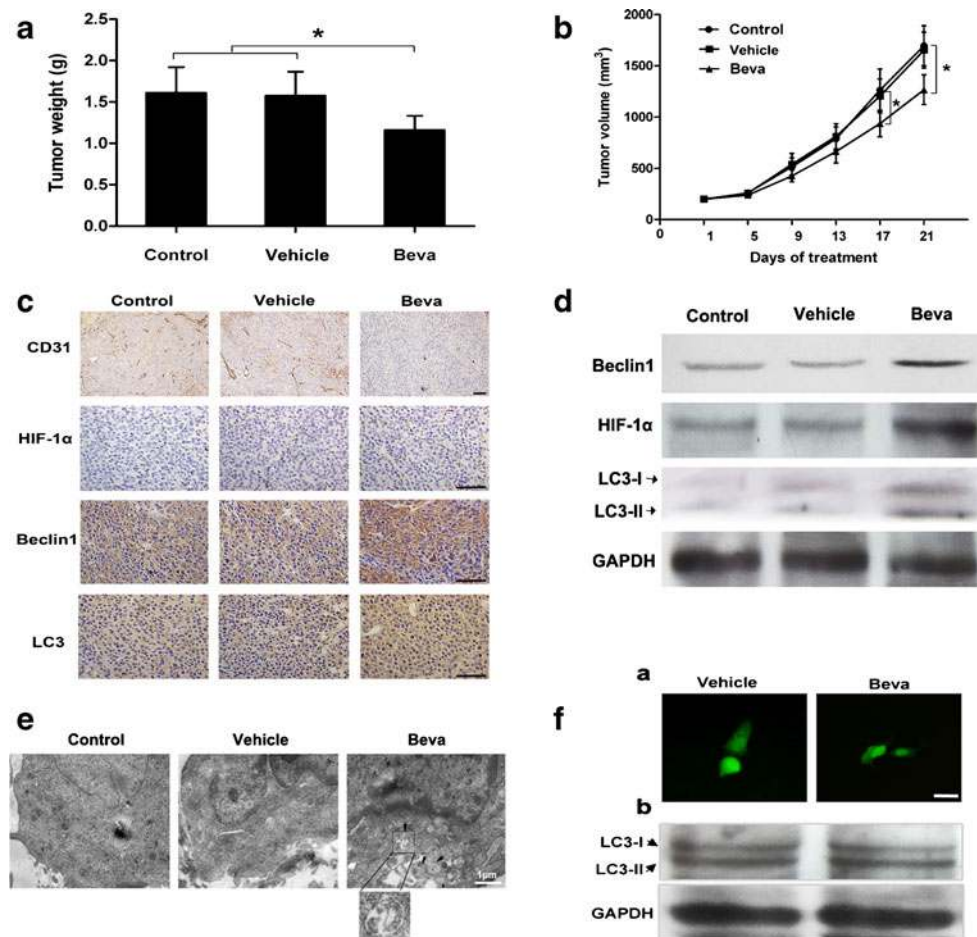 a
Tumor weight (g)
2.5
2.0
1.5
1.0
0.5
0.0
*
Control Vehicle Beva
b
Tumor volume (mm³)
2000
1500
1000
500
0
Control
Vehicle
Beva
*
*
0 1 5 9 13 17 21
Days of treatment
c
Control Vehicle Beva
CD31
HIF-1α
Beclin1
LC3
d
Control Vehicle Beva
Beclin1
HIF-1α
LC3-I
LC3-II
GAPDH
e
Control Vehicle Beva
1μm
f
a
Vehicle Beva
b
LC3-I
LC3-II
GAPDH